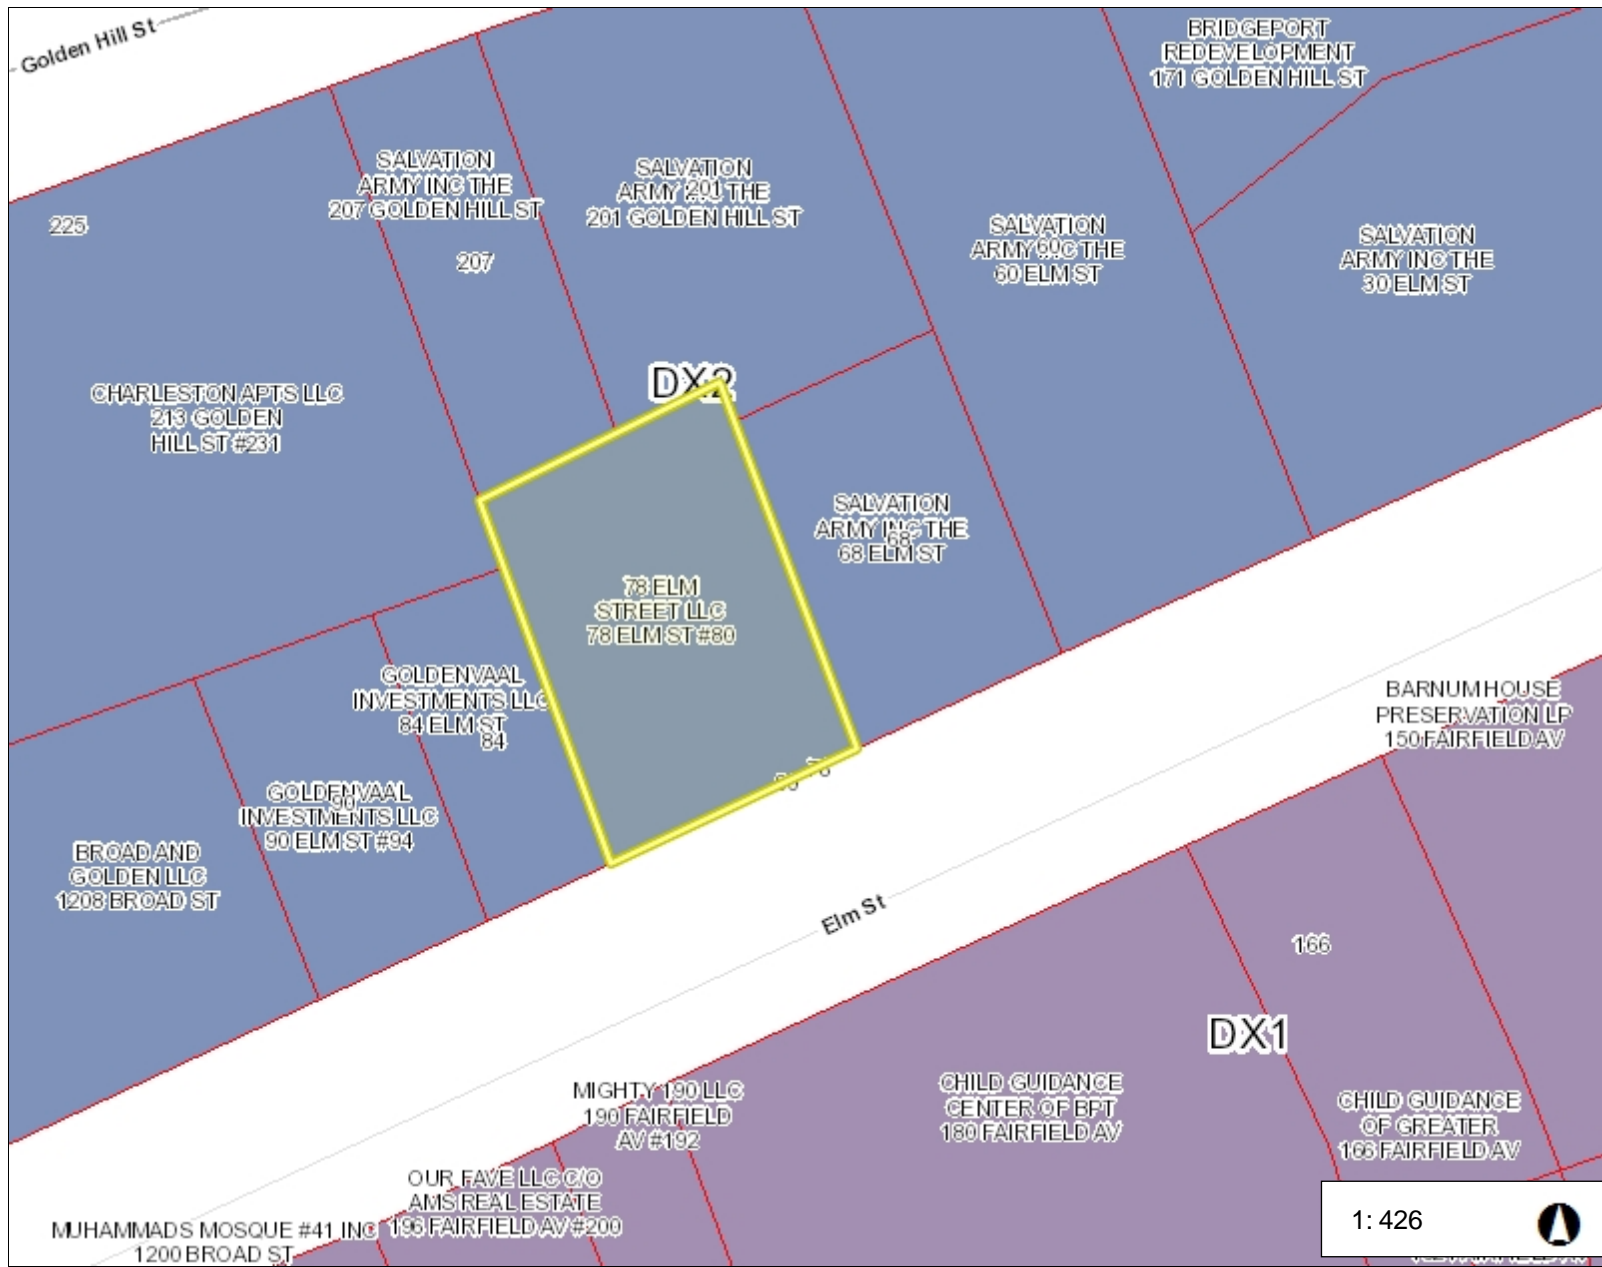 Golden Hill St
BRIDGEPORT
REDEVELOPMENT
171 GOLDEN HILL ST
SALVATION
ARMY INC THE
207 GOLDEN HILL ST
207
SALVATION
ARMY THE
201
201 GOLDEN HILL ST
225
SALVATION
ARMY THE
60
60 ELM ST
SALVATION
ARMY INC THE
30 ELM ST
DX2
CHARLESTON APTS LLC
213 GOLDEN
HILL ST #231
SALVATION
ARMY INC THE
68
68 ELM ST
78 ELM
STREET LLC
78 ELM ST #80
GOLDENVAAL
INVESTMENTS LLC
84 ELM ST
84
GOLDENVAAL
90
INVESTMENTS LLC
90 ELM ST #94
BROAD AND
GOLDEN LLC
1208 BROAD ST
BARNUM HOUSE
PRESERVATION LP
150 FAIRFIELD AV
Elm St
166
DX1
MIGHTY 190 LLC
190 FAIRFIELD
AV #192
CHILD GUIDANCE
CENTER OF BPT
180 FAIRFIELD AV
CHILD GUIDANCE
OF GREATER
166 FAIRFIELD AV
OUR FAVE LLC C/O
AMS REAL ESTATE
196 FAIRFIELD AV #200
MUHAMMADS MOSQUE #41 INC
1200 BROAD ST
1: 426